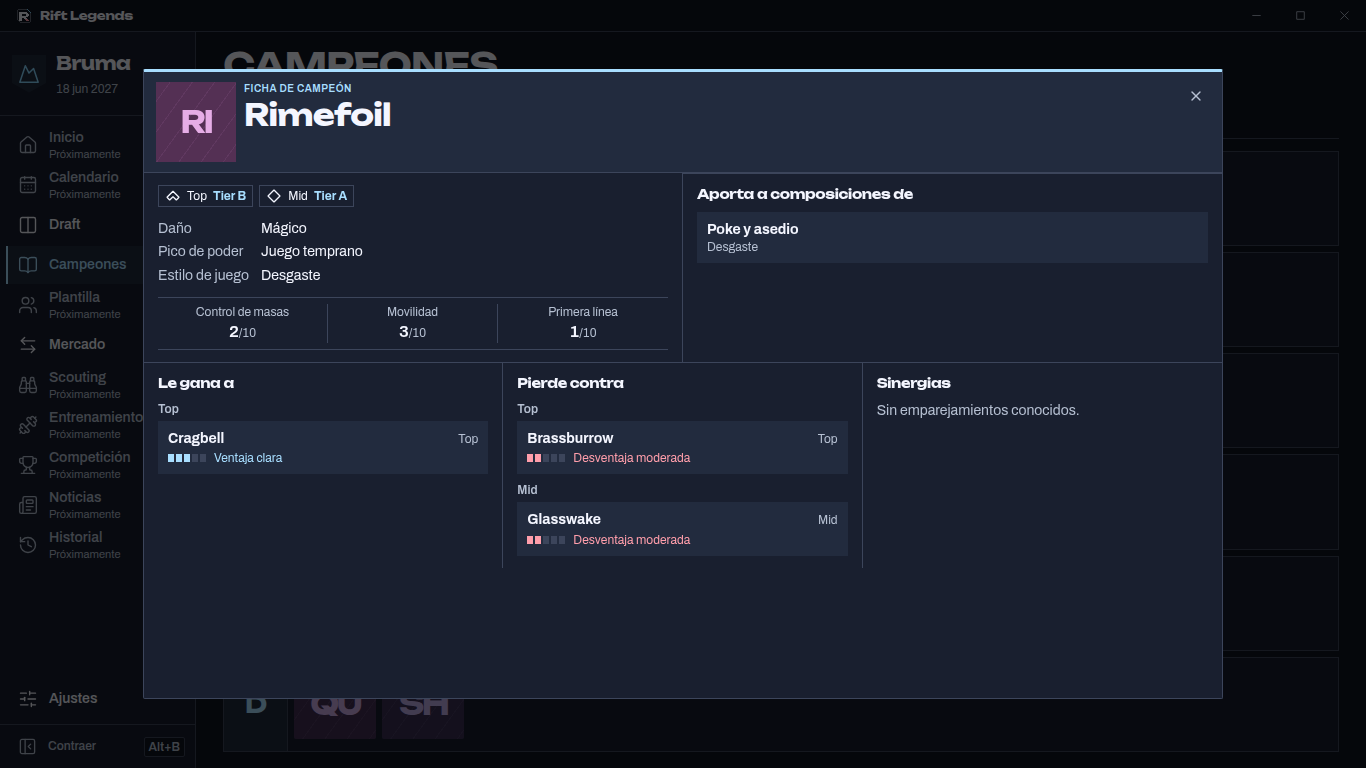 Rift Legends
Bruma
18 jun 2027
Inicio
Próximamente
Calendario
Próximamente
Draft
Campeones
Plantilla
Próximamente
Mercado
Scouting
Próximamente
Entrenamiento
Próximamente
Competición
Próximamente
Noticias
Próximamente
Historial
Próximamente
Ajustes
Contraer
Alt+B
CAMPEONES
RI
FICHA DE CAMPEÓN
Rimefoil
Top Tier B
Mid Tier A
Daño Mágico
Pico de poder Juego temprano
Estilo de juego Desgaste
Control de masas
2/10
Movilidad
3/10
Primera línea
1/10
Aporta a composiciones de
Poke y asedio
Desgaste
Le gana a
Top
Cragbell Top
Ventaja clara
Pierde contra
Top
Brassburrow Top
Desventaja moderada
Mid
Glasswake Mid
Desventaja moderada
Sinergias
Sin emparejamientos conocidos.
QU
SH